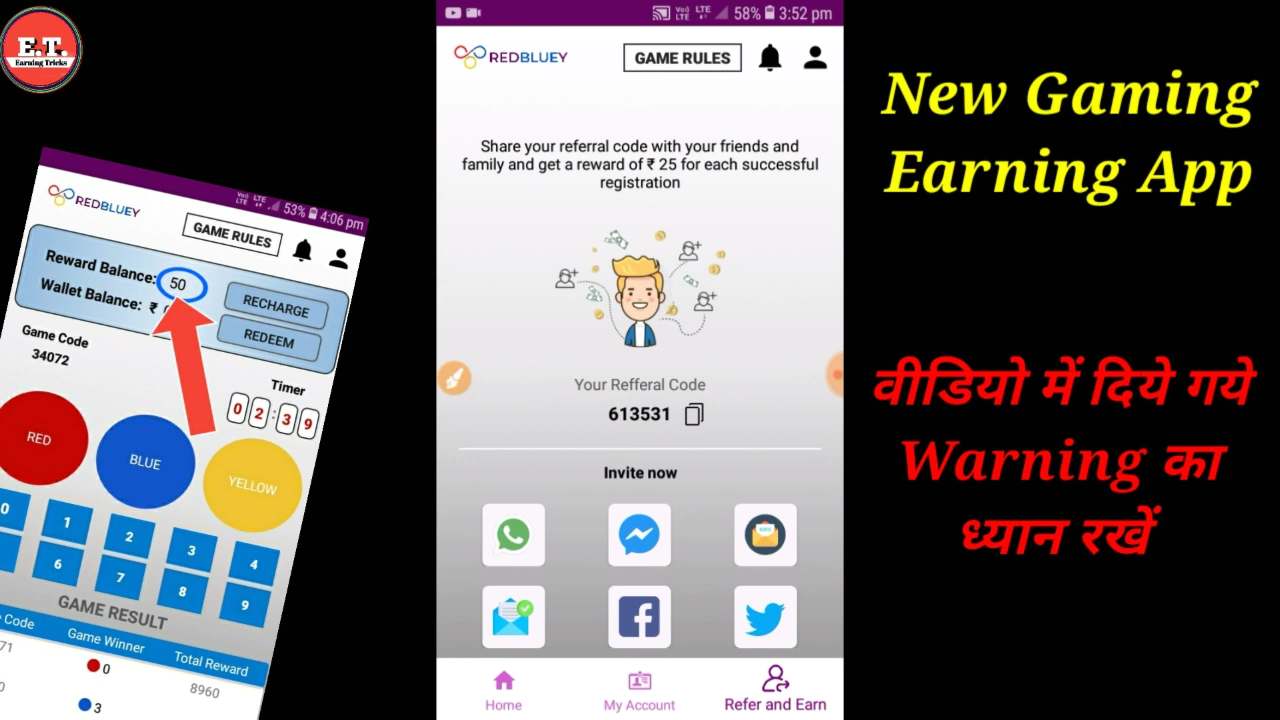 E.T.
Earning Tricks
53% 4:06 pm
REDBLUEY
GAME RULES
Reward Balance: 50
Wallet Balance: ₹
RECHARGE
REDEEM
Game Code
34072
Timer
02:39
RED
BLUE
YELLOW
0 1 2 3 4
6 7 8 9
GAME RESULT
Code Game Winner Total Reward
71 0 8960
0 3
58% 3:52 pm
REDBLUEY
GAME RULES
Share your referral code with your friends and
family and get a reward of ₹ 25 for each successful
registration
Your Refferal Code
613531
Invite now
Home
My Account
Refer and Earn
New Gaming
Earning App
वीडियो में दिये गये
Warning का
ध्यान रखें